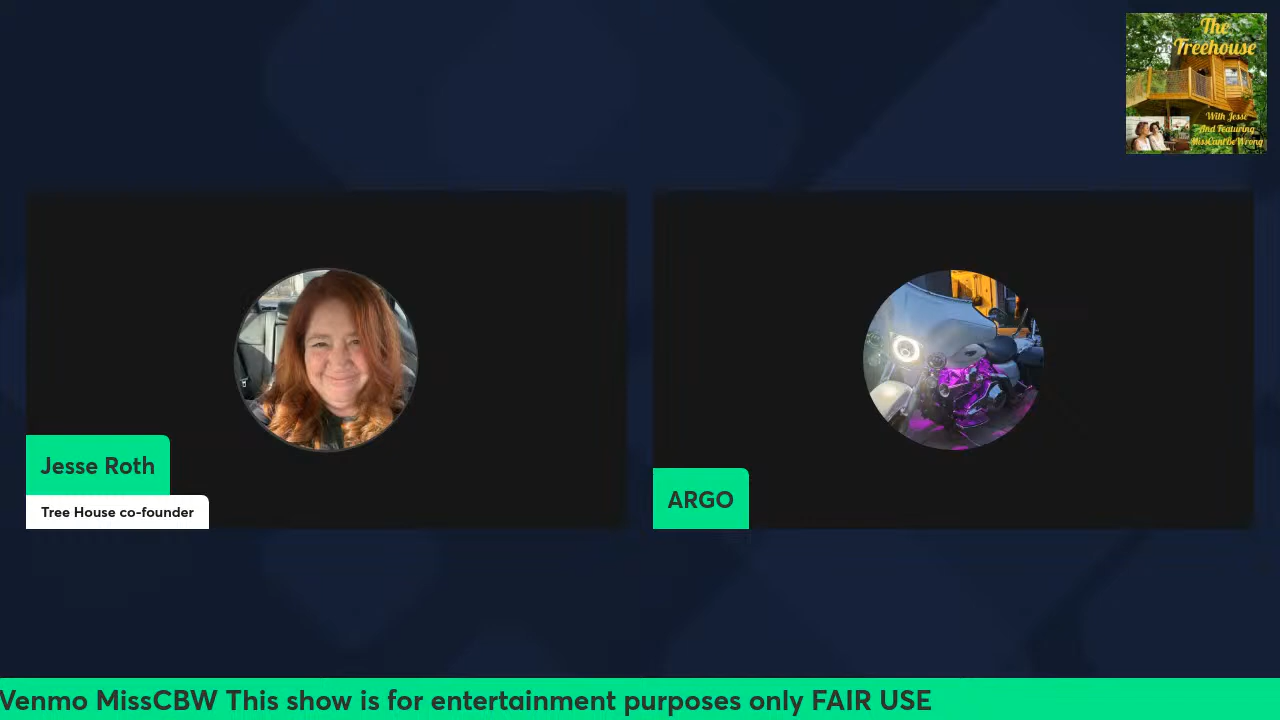 The
Treehouse
With Jesse
And Featuring
MissCantBeWrong
Jesse Roth
Tree House co-founder
ARGO
Venmo MissCBW This show is for entertainment purposes only FAIR USE